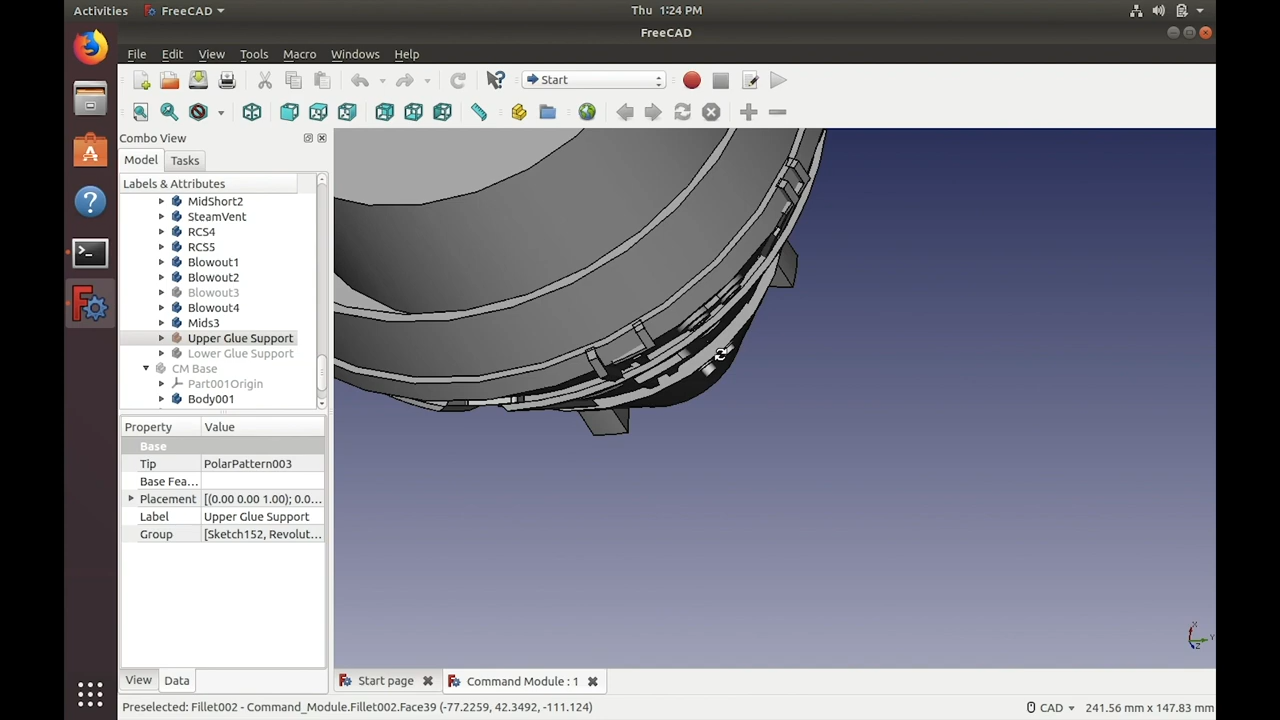 Activities FreeCAD Thu 1:24 PM
FreeCAD
File Edit View Tools Macro Windows Help
Start
Combo View
Model Tasks
Labels & Attributes
MidShort2
SteamVent
RCS4
RCS5
Blowout1
Blowout2
Blowout3
Blowout4
Mids3
Upper Glue Support
Lower Glue Support
CM Base
Part001Origin
Body001
Property Value
Base
Tip PolarPattern003
Base Fea...
Placement [(0.00 0.00 1.00); 0.0...
Label Upper Glue Support
Group [Sketch152, Revolut...
View Data
Start page Command Module : 1
Preselected: Fillet002 - Command_Module.Fillet002.Face39 (-77.2259, 42.3492, -111.124) CAD 241.56 mm x 147.83 mm